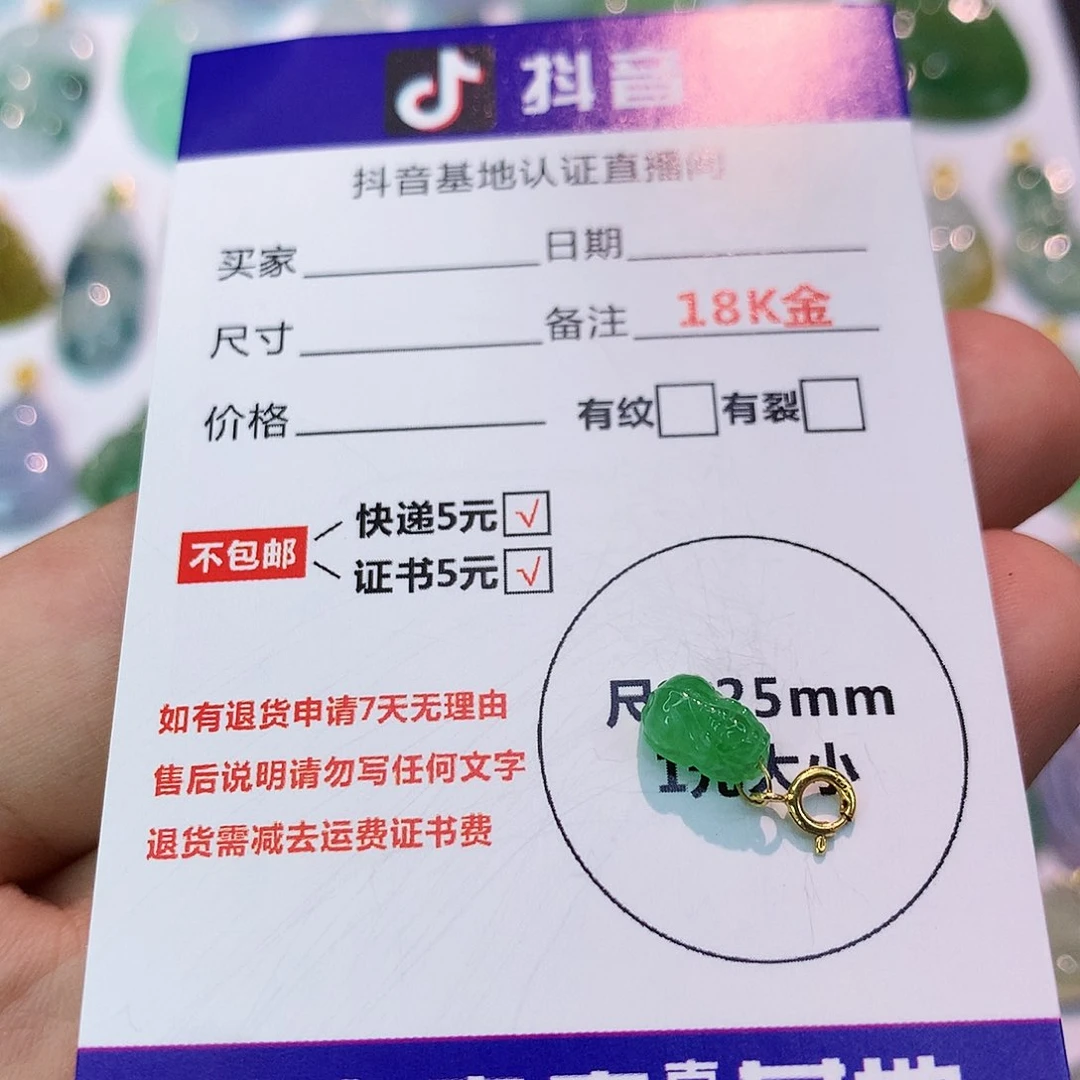 抖音
抖音基地认证直播间
买家 日期
尺寸 备注 18K金
价格 有纹 有裂
不包邮
快递5元 √
证书5元 √
如有退货申请7天无理由
售后说明请勿写任何文字
退货需减去运费证书费
尺 25mm
1元大小